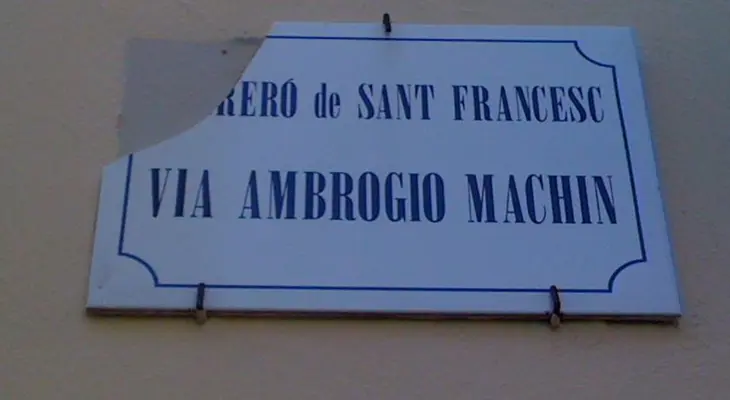 RERÓ de SANT FRANCESC
VIA AMBROGIO MACHIN